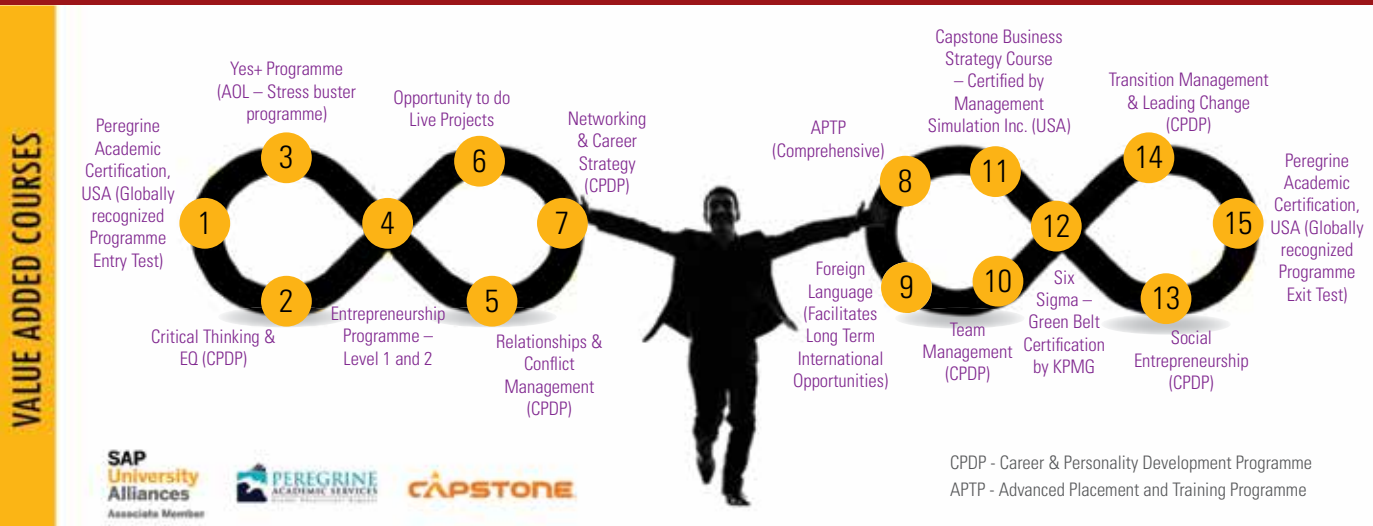 VALUE ADDED COURSES
Peregrine
Academic
Certification,
USA (Globally
recognized
Programme
Entry Test)
1
Critical Thinking &
EQ (CPDP)
2
Yes+ Programme
(AOL – Stress buster
programme)
3
4
Entrepreneurship
Programme –
Level 1 and 2
5
Relationships &
Conflict
Management
(CPDP)
Opportunity to do
Live Projects
6
Networking
& Career
Strategy
(CPDP)
7
APTP
(Comprehensive)
8
9
Foreign
Language
(Facilitates
Long Term
International
Opportunities)
10
Team
Management
(CPDP)
Capstone Business
Strategy Course
– Certified by
Management
Simulation Inc. (USA)
11
12
Six
Sigma –
Green Belt
Certification
by KPMG
13
Social
Entrepreneurship
(CPDP)
Transition Management
& Leading Change
(CPDP)
14
15
Peregrine
Academic
Certification,
USA (Globally
recognized
Programme
Exit Test)
SAP
University
Alliances
Associate Member
PEREGRINE
ACADEMIC SERVICES
CAPSTONE
CPDP - Career & Personality Development Programme
APTP - Advanced Placement and Training Programme